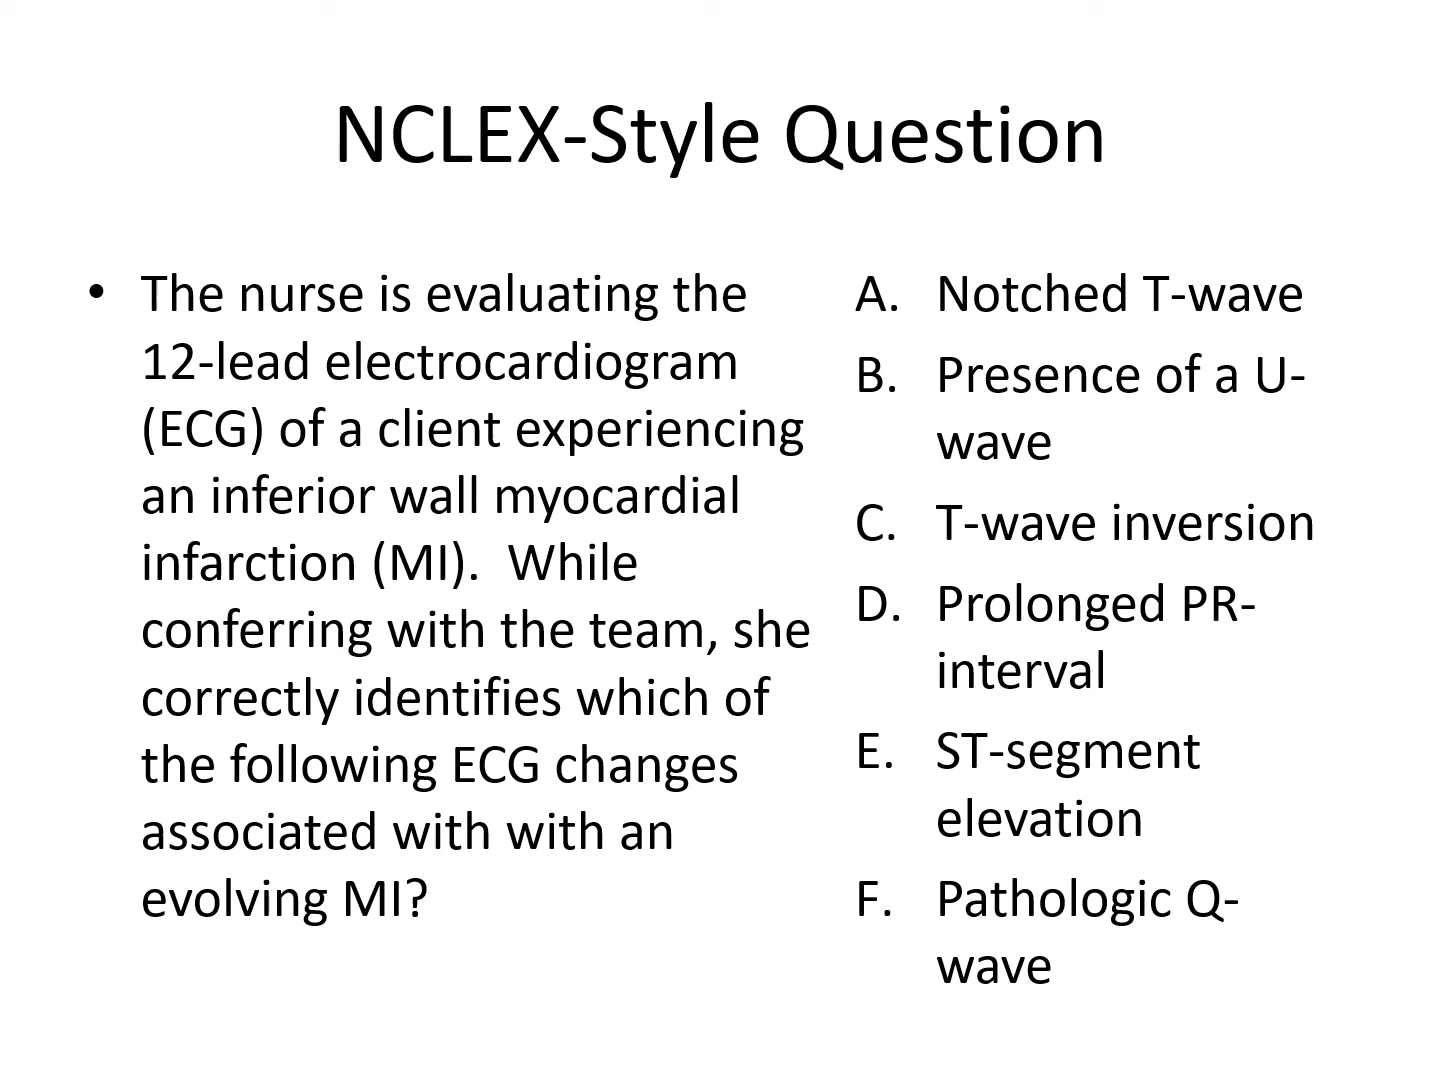 NCLEX-Style Question
• The nurse is evaluating the
12-lead electrocardiogram
(ECG) of a client experiencing
an inferior wall myocardial
infarction (MI).  While
conferring with the team, she
correctly identifies which of
the following ECG changes
associated with with an
evolving MI?
A. Notched T-wave
B. Presence of a U-
wave
C. T-wave inversion
D. Prolonged PR-
interval
E. ST-segment
elevation
F. Pathologic Q-
wave